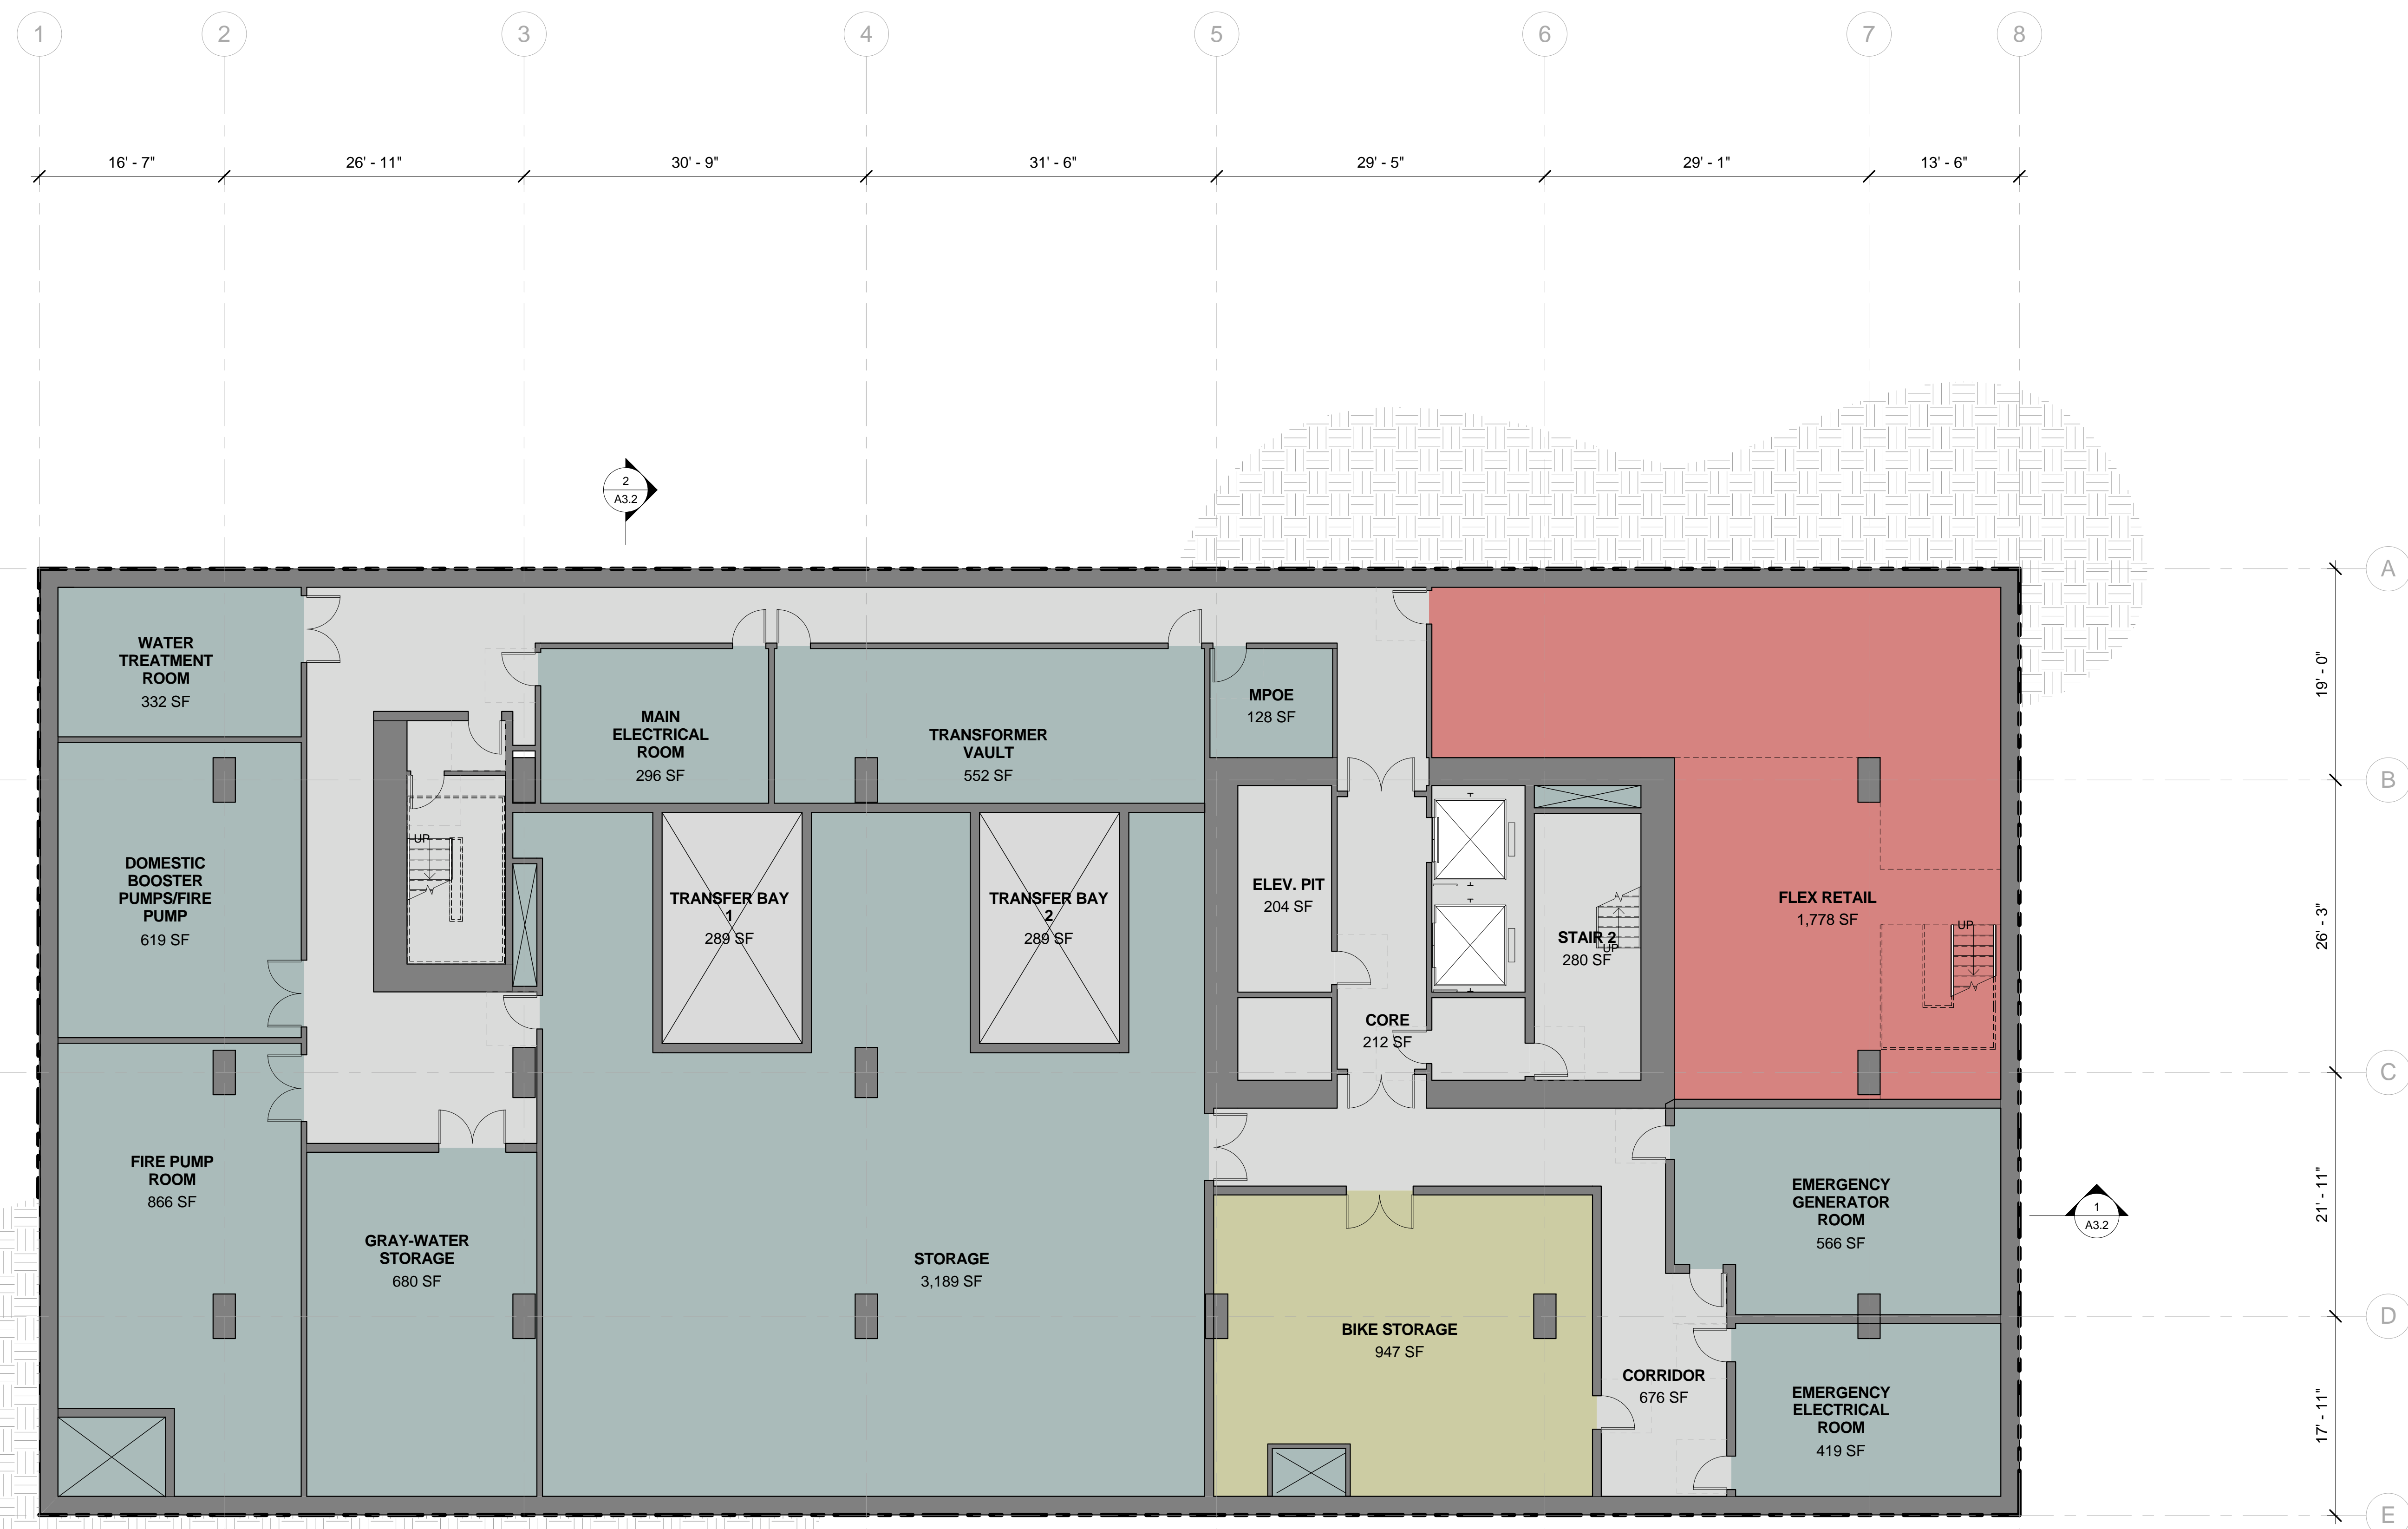 1
2
3
4
5
6
7
8
16' - 7"
26' - 11"
30' - 9"
31' - 6"
29' - 5"
29' - 1"
13' - 6"
2
A3.2
A
19' - 0"
B
26' - 3"
C
21' - 11"
D
17' - 11"
E
1
A3.2
WATER
TREATMENT
ROOM
332 SF
DOMESTIC
BOOSTER
PUMPS/FIRE
PUMP
619 SF
FIRE PUMP
ROOM
866 SF
UP
GRAY-WATER
STORAGE
680 SF
MAIN
ELECTRICAL
ROOM
296 SF
TRANSFORMER
VAULT
552 SF
MPOE
128 SF
TRANSFER BAY
1
289 SF
TRANSFER BAY
2
289 SF
STORAGE
3,189 SF
ELEV. PIT
204 SF
CORE
212 SF
STAIR 2
280 SF
UP
FLEX RETAIL
1,778 SF
UP
BIKE STORAGE
947 SF
CORRIDOR
676 SF
EMERGENCY
GENERATOR
ROOM
566 SF
EMERGENCY
ELECTRICAL
ROOM
419 SF